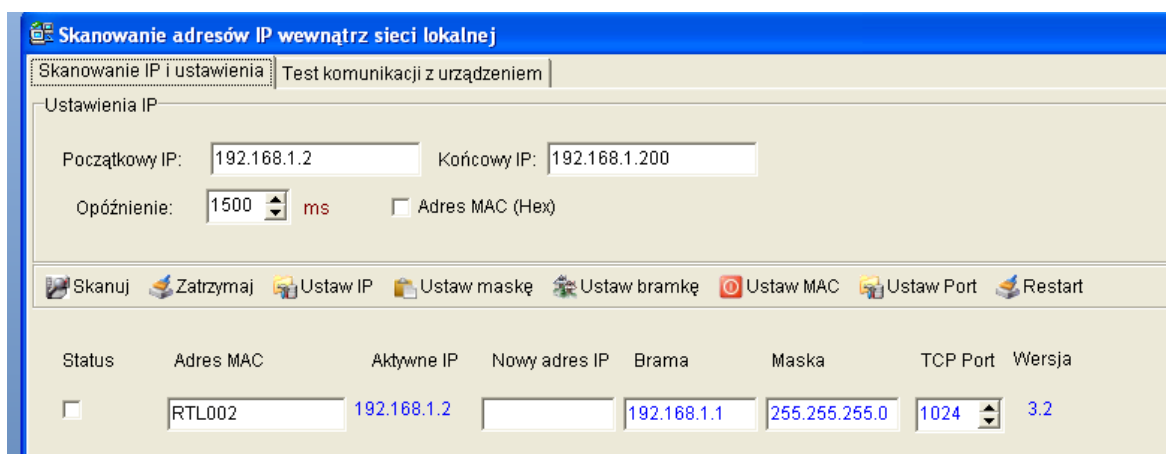 Skanowanie adresów IP wewnątrz sieci lokalnej
Skanowanie IP i ustawienia Test komunikacji z urządzeniem
Ustawienia IP
Początkowy IP: 192.168.1.2 Końcowy IP: 192.168.1.200
Opóźnienie: 1500 ms Adres MAC (Hex)
Skanuj Zatrzymaj Ustaw IP Ustaw maskę Ustaw bramkę Ustaw MAC Ustaw Port Restart
Status Adres MAC Aktywne IP Nowy adres IP Brama Maska TCP Port Wersja
RTL002 192.168.1.2 192.168.1.1 255.255.255.0 1024 3.2